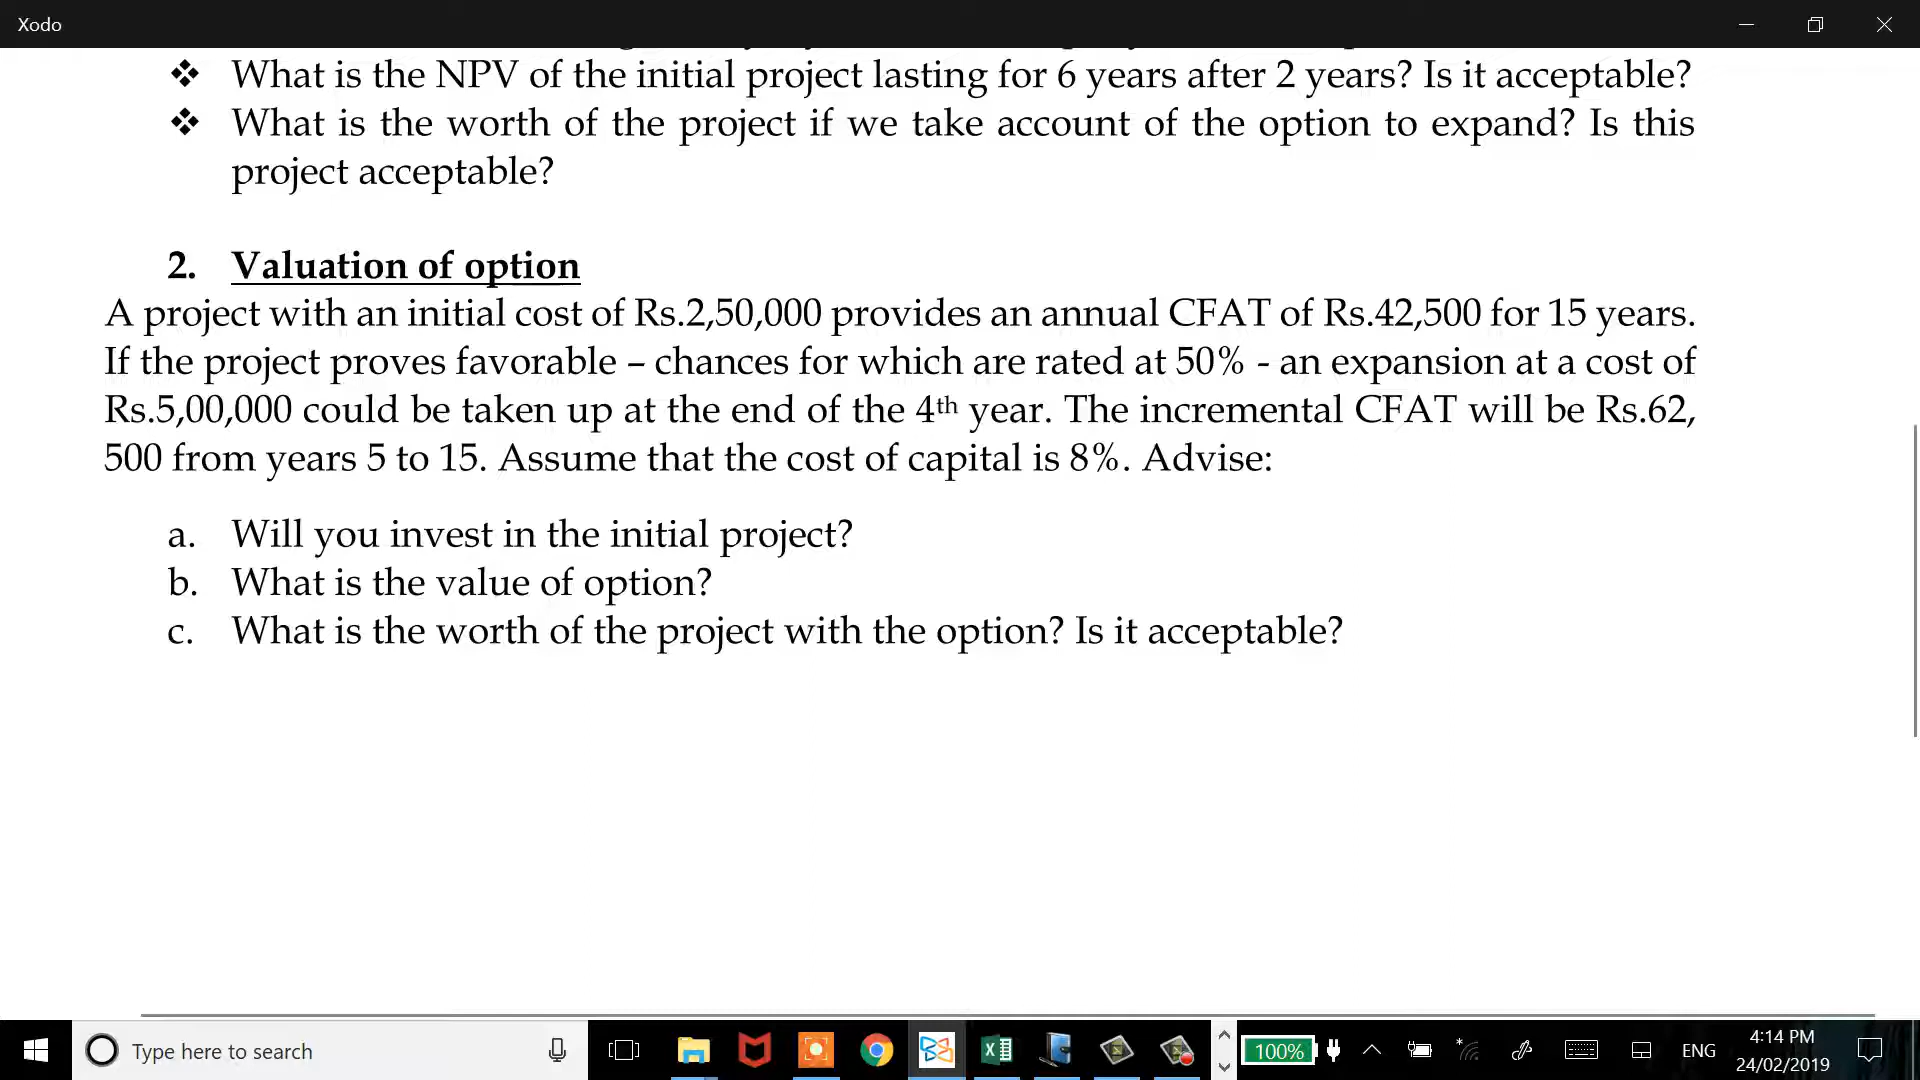 Xodo
❖ What is the NPV of the initial project lasting for 6 years after 2 years? Is it acceptable?
❖ What is the worth of the project if we take account of the option to expand? Is this
project acceptable?
2. Valuation of option
A project with an initial cost of Rs.2,50,000 provides an annual CFAT of Rs.42,500 for 15 years.
If the project proves favorable – chances for which are rated at 50% - an expansion at a cost of
Rs.5,00,000 could be taken up at the end of the 4th year. The incremental CFAT will be Rs.62,
500 from years 5 to 15. Assume that the cost of capital is 8%. Advise:
a. Will you invest in the initial project?
b. What is the value of option?
c. What is the worth of the project with the option? Is it acceptable?
Type here to search
100%
ENG
4:14 PM
24/02/2019